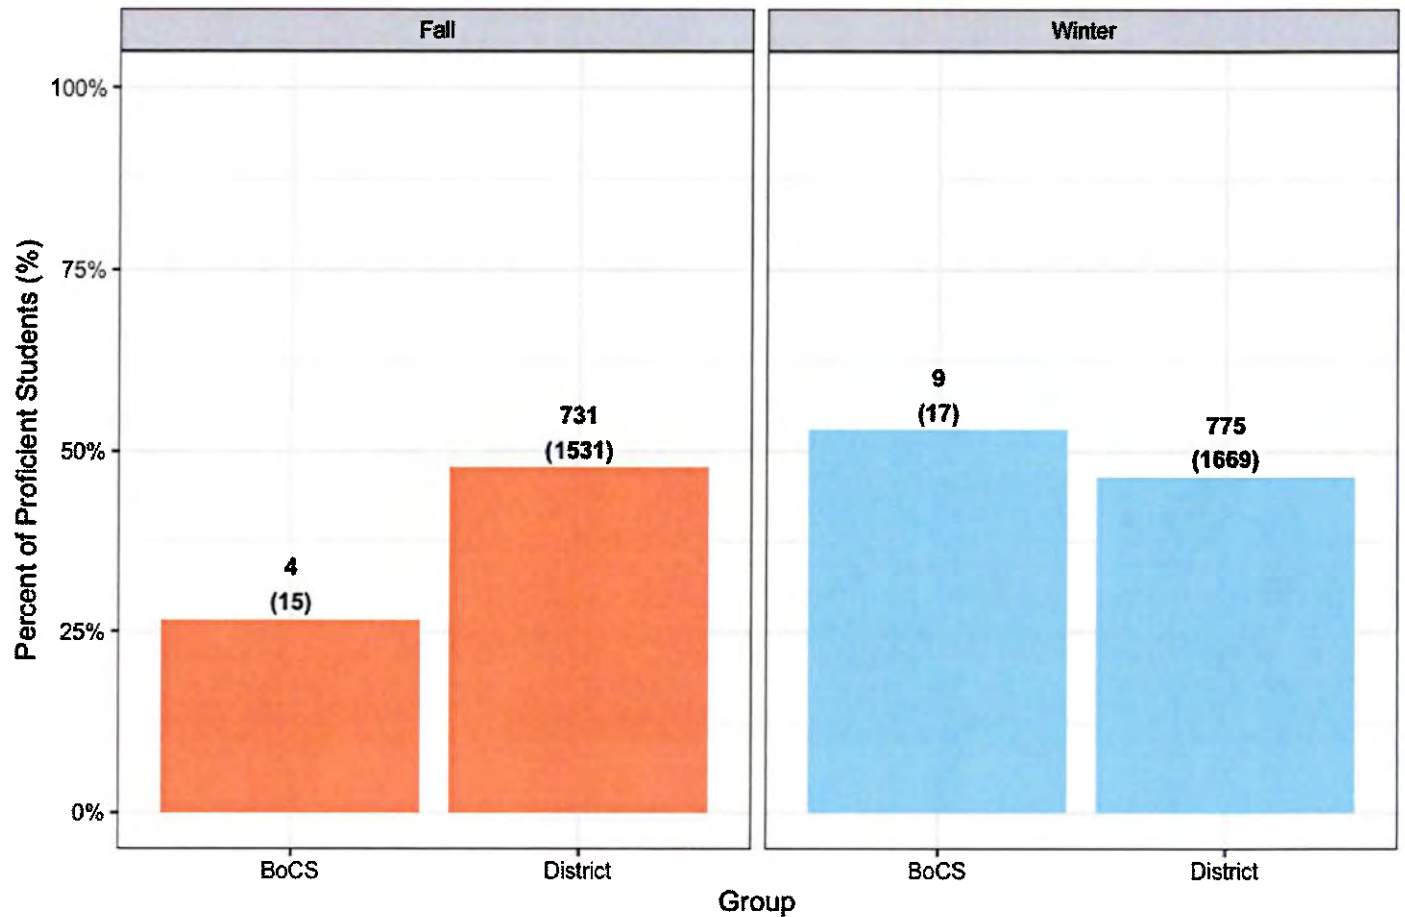 Fall
Winter
Percent of Proficient Students (%)
100%
75%
50%
25%
0%
4
(15)
731
(1531)
9
(17)
775
(1669)
BoCS
District
BoCS
District
Group